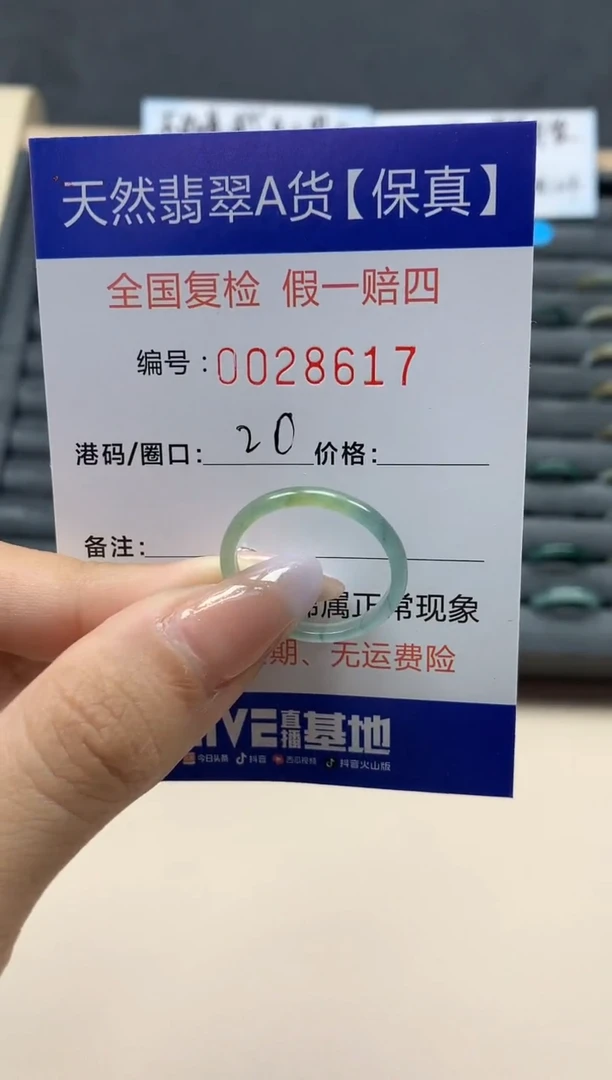 天然翡翠A货【保真】
全国复检 假一赔四
编号:0028617
港码/圈口: 20 价格:
备注:
属正常现象
期、无运费险
直播基地
今日头条 抖音 西瓜视频 抖音火山版